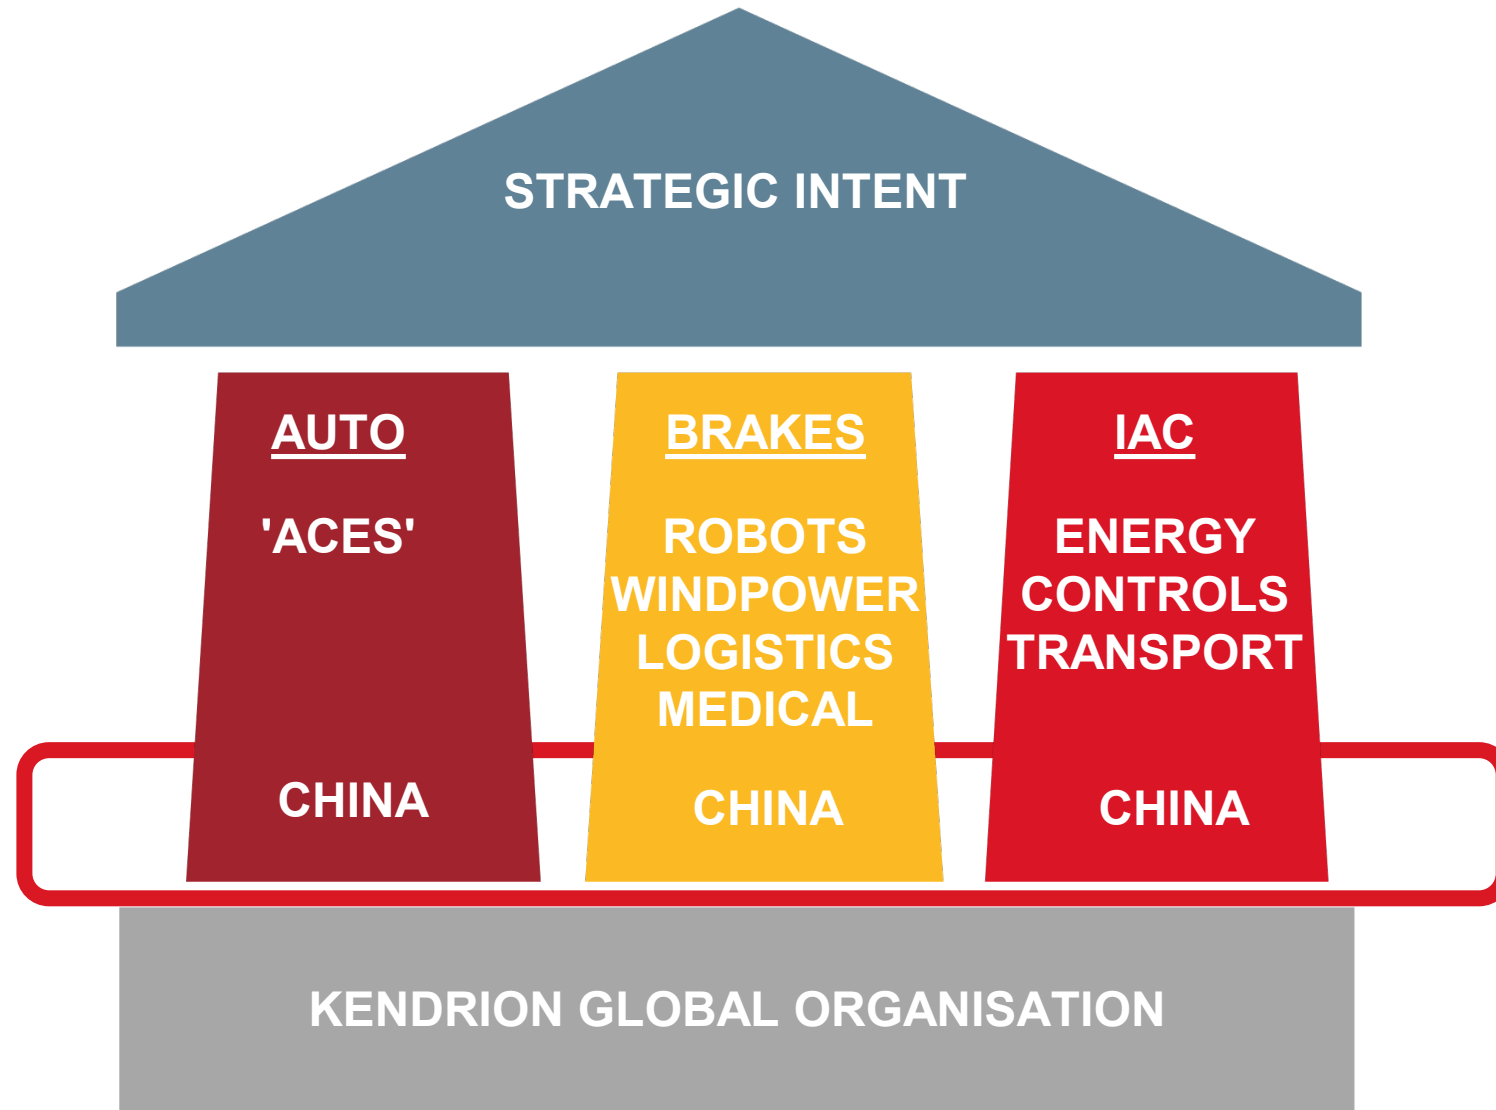 STRATEGIC INTENT
AUTO
'ACES'
CHINA
BRAKES
ROBOTS
WINDPOWER
LOGISTICS
MEDICAL
CHINA
IAC
ENERGY
CONTROLS
TRANSPORT
CHINA
KENDRION GLOBAL ORGANISATION